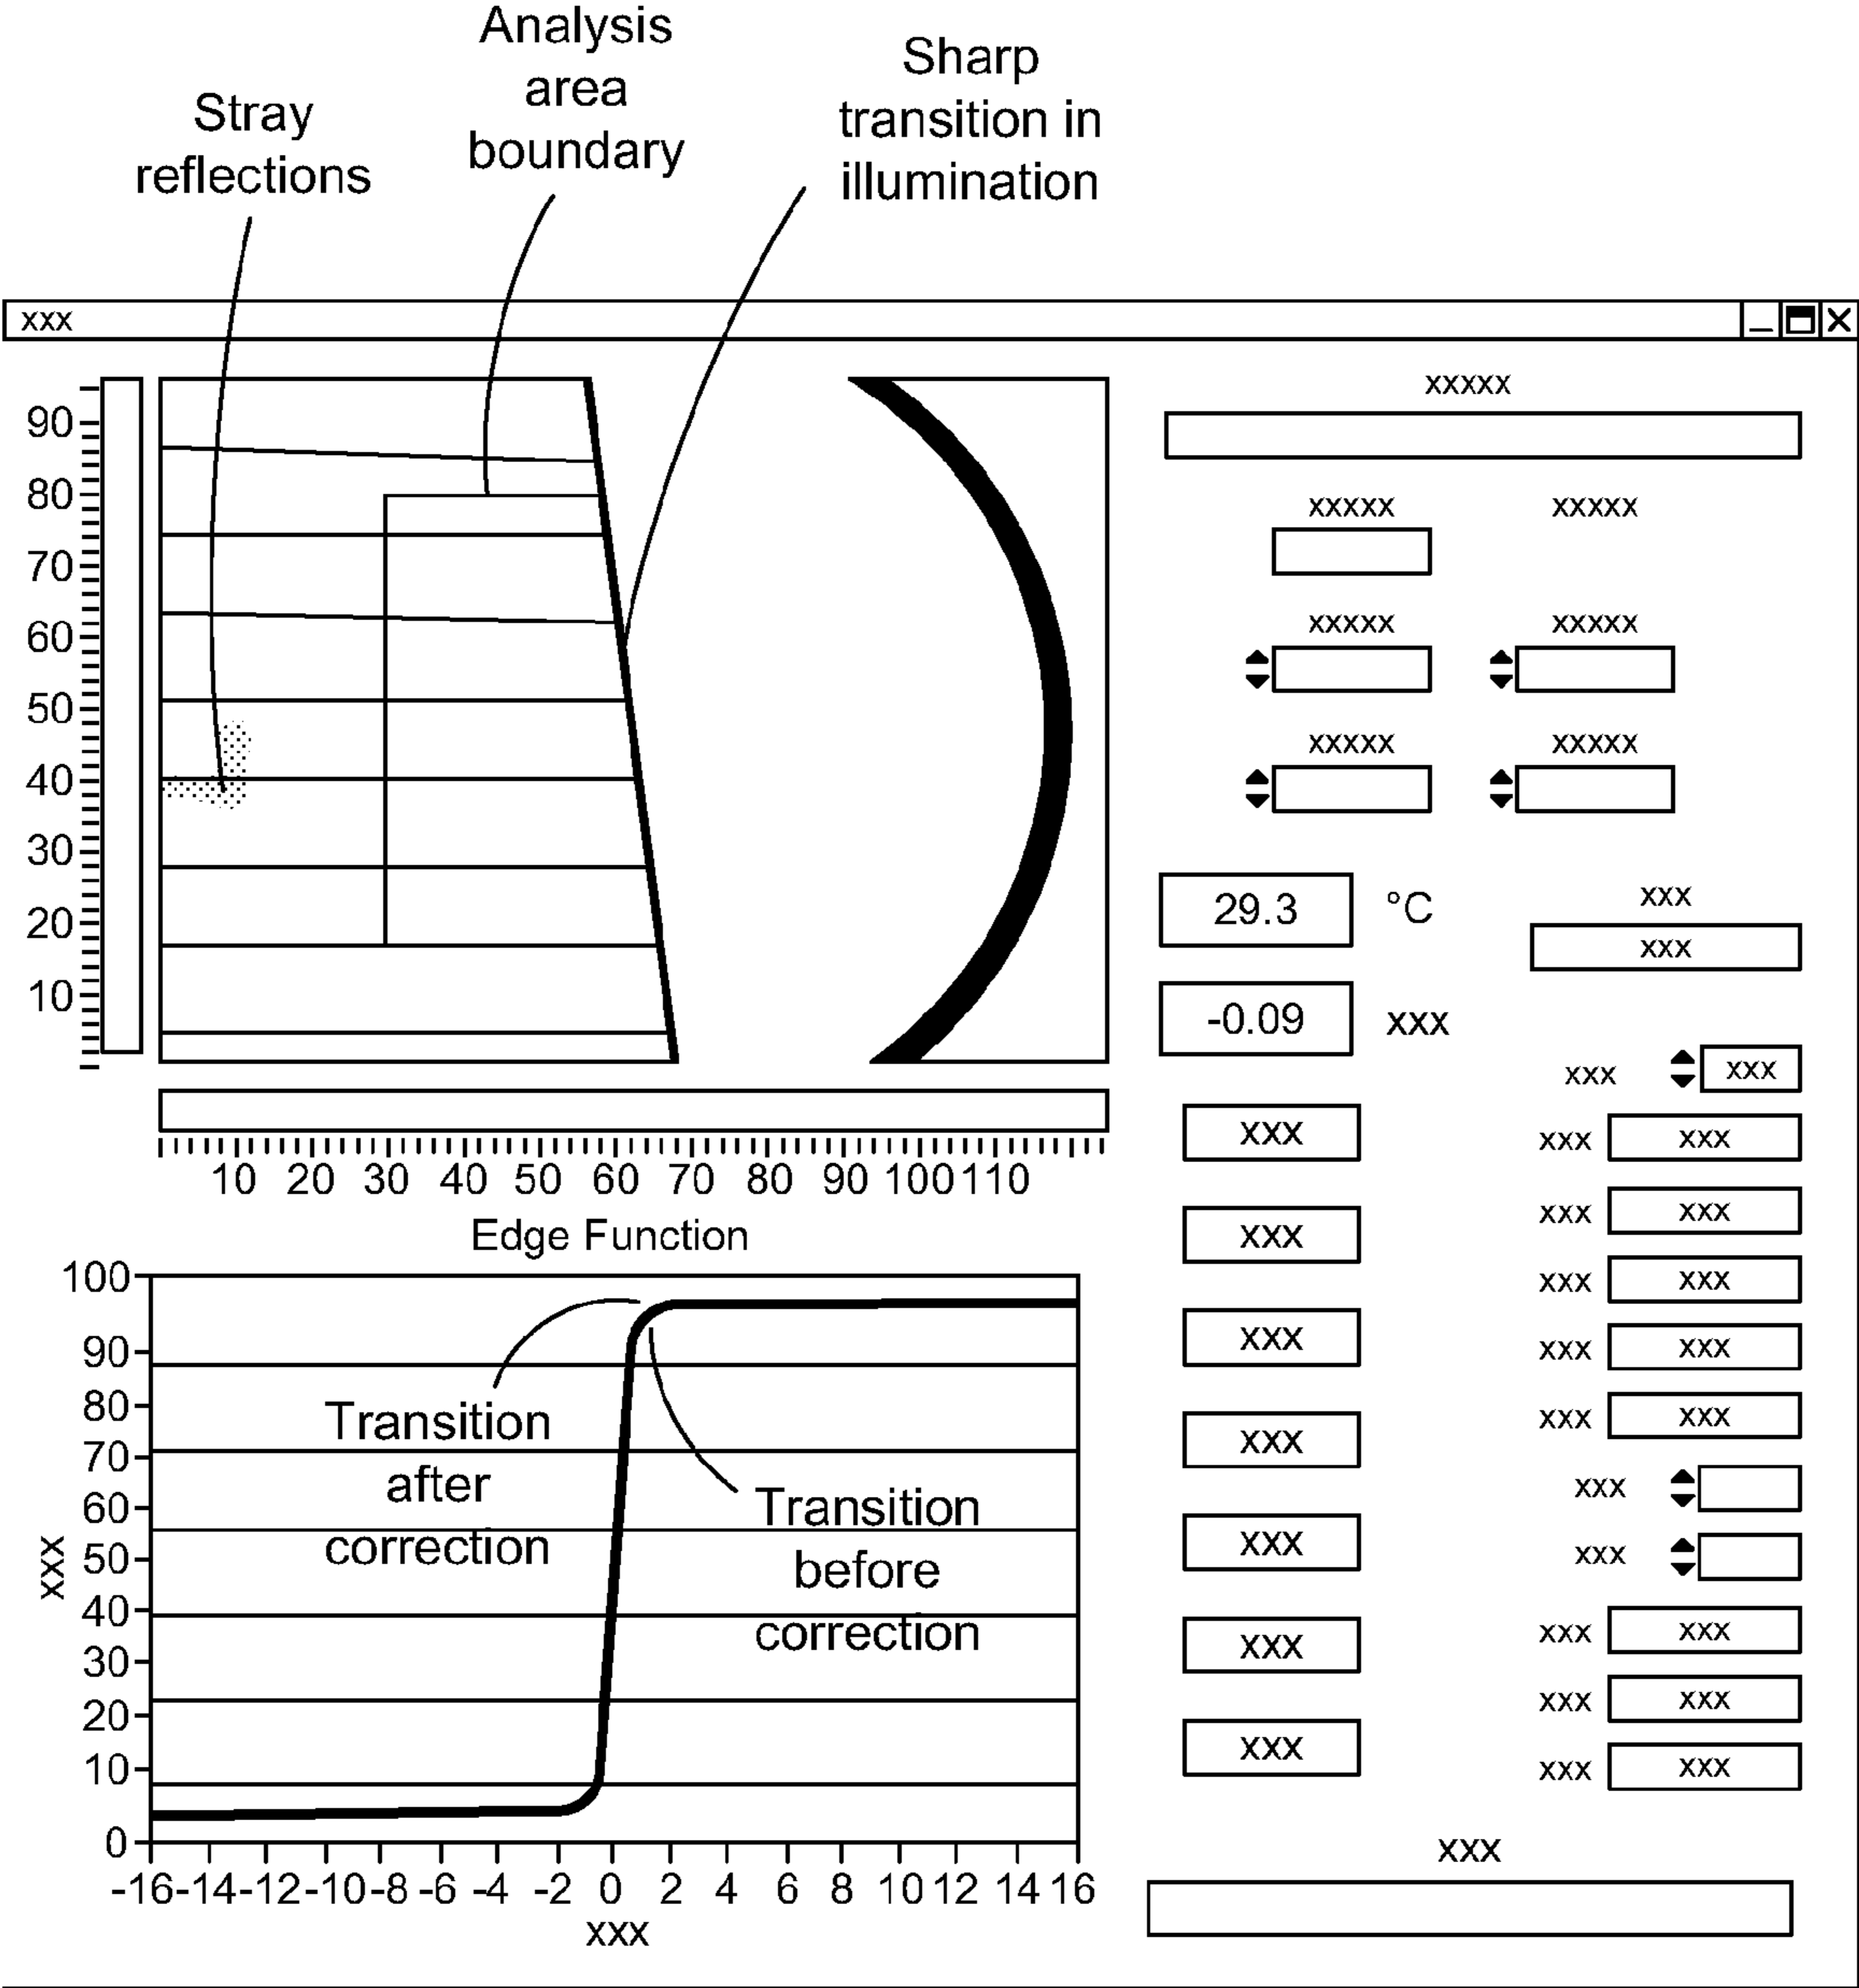 Analysis
area
boundary
Sharp
transition in
illumination
Stray
reflections
xxx
90
80
70
60
50
40
30
20
10
10 20 30 40 50 60 70 80 90 100 110
Edge Function
100
90
80
70
60
50
40
30
20
10
0
xxx
Transition
after
correction
Transition
before
correction
-16 -14 -12 -10 -8 -6 -4 -2 0 2 4 6 8 10 12 14 16
xxx
xxxxx
xxxxx xxxxx
xxxxx xxxxx
xxxxx xxxxx
29.3 °C
-0.09 xxx
xxx
xxx
xxx
xxx
xxx
xxx
xxx
xxx
xxx
xxx xxx
xxx xxx
xxx xxx
xxx xxx
xxx xxx
xxx xxx
xxx
xxx
xxx xxx
xxx xxx
xxx xxx
xxx